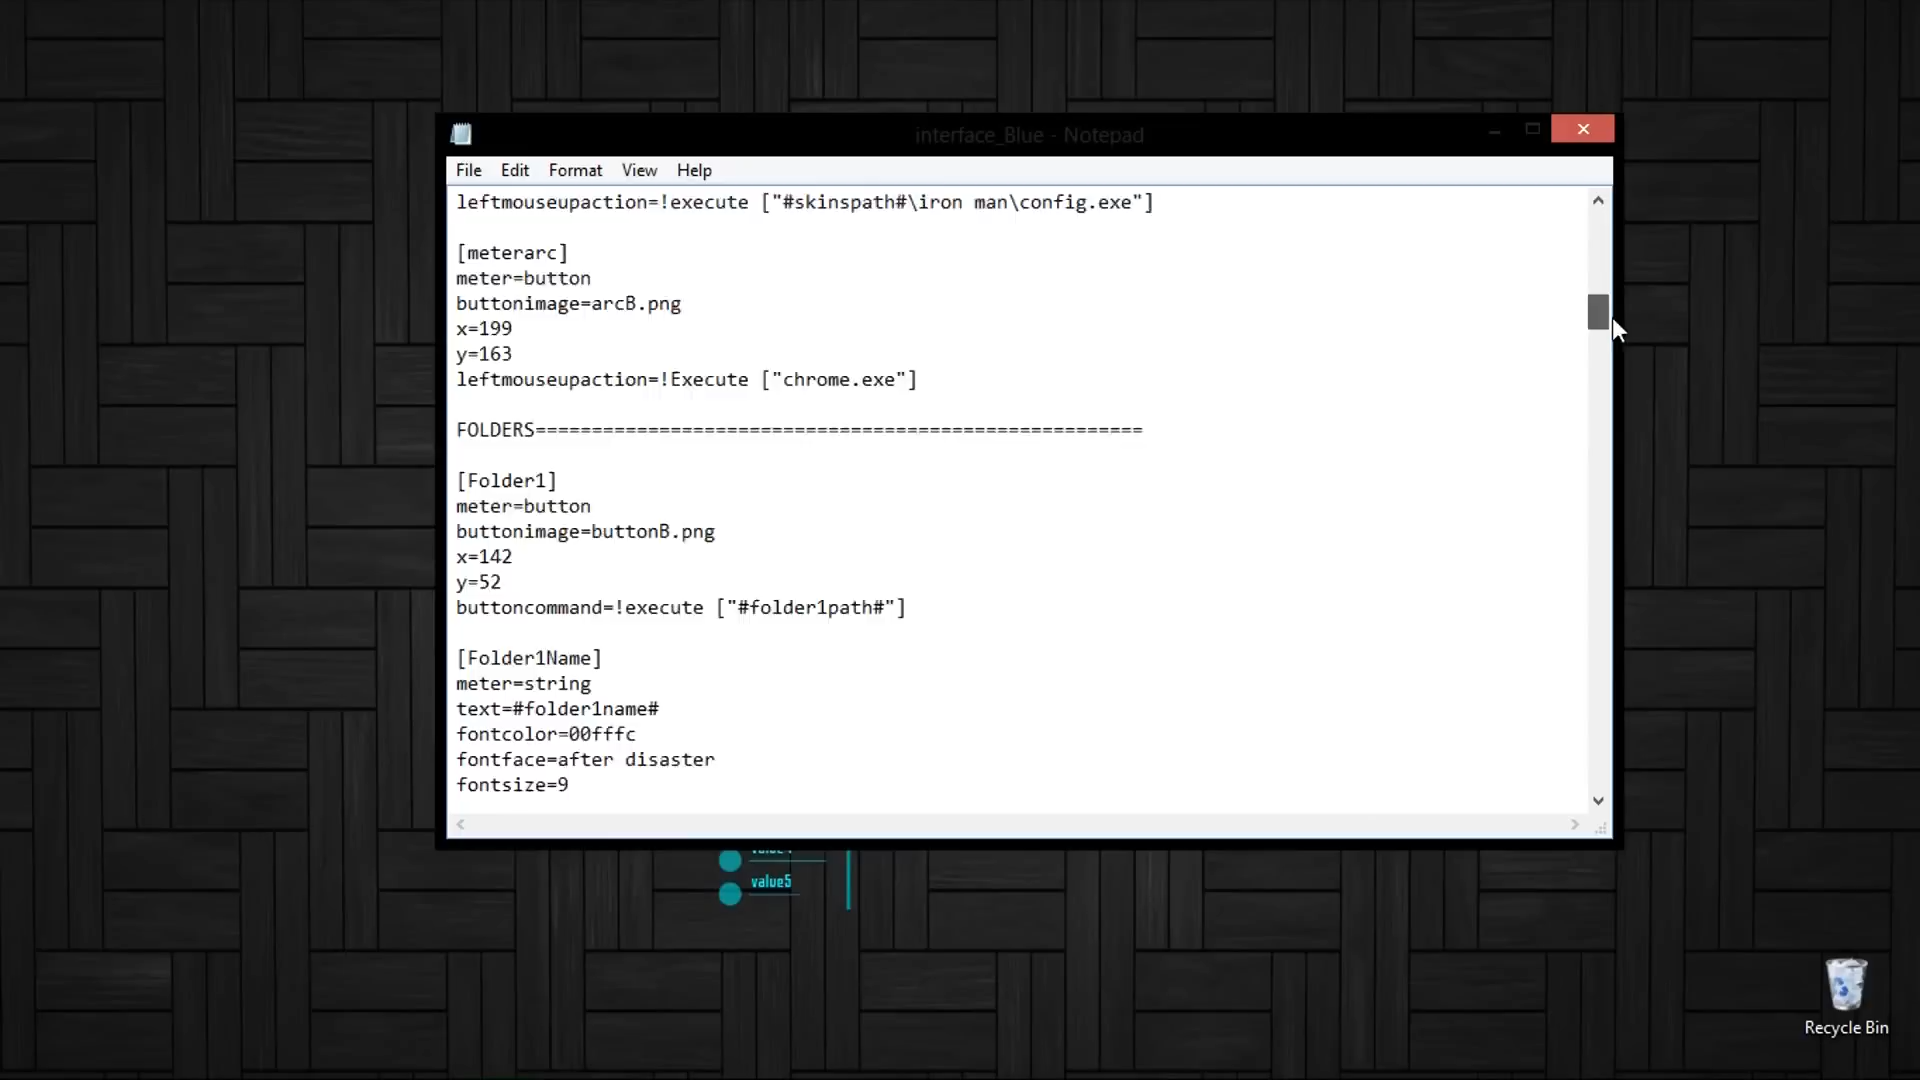 interface_Blue - Notepad
File Edit Format View Help
leftmouseupaction=!execute ["#skinspath#\iron man\config.exe"]
[meterarc]
meter=button
buttonimage=arcB.png
x=199
y=163
leftmouseupaction=!Execute ["chrome.exe"]
FOLDERS======================================================
[Folder1]
meter=button
buttonimage=buttonB.png
x=142
y=52
buttoncommand=!execute ["#folder1path#"]
[Folder1Name]
meter=string
text=#folder1name#
fontcolor=00fffc
fontface=after disaster
fontsize=9
value5
Recycle Bin